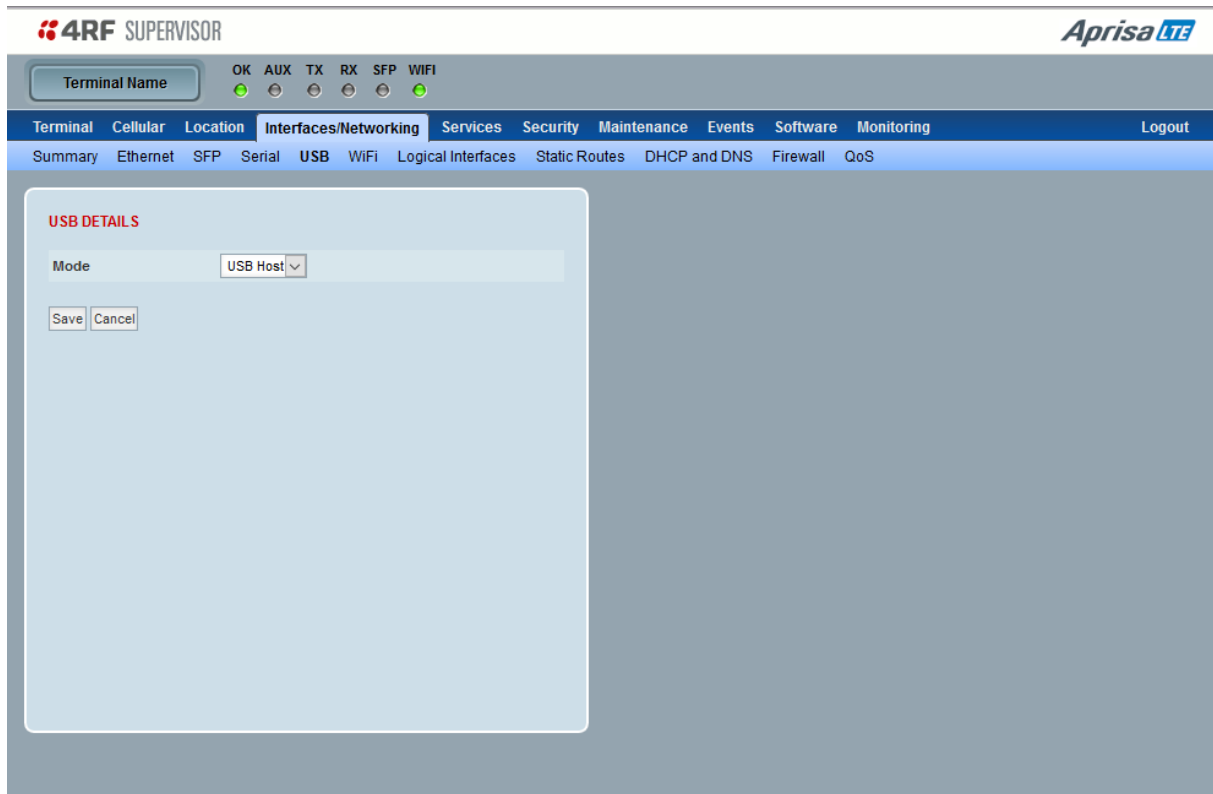 4RF SUPERVISOR
Aprisa LTE
Terminal Name
OK AUX TX RX SFP WIFI
Terminal Cellular Location Interfaces/Networking Services Security Maintenance Events Software Monitoring Logout
Summary Ethernet SFP Serial USB WiFi Logical Interfaces Static Routes DHCP and DNS Firewall QoS
USB DETAILS
Mode USB Host
Save Cancel